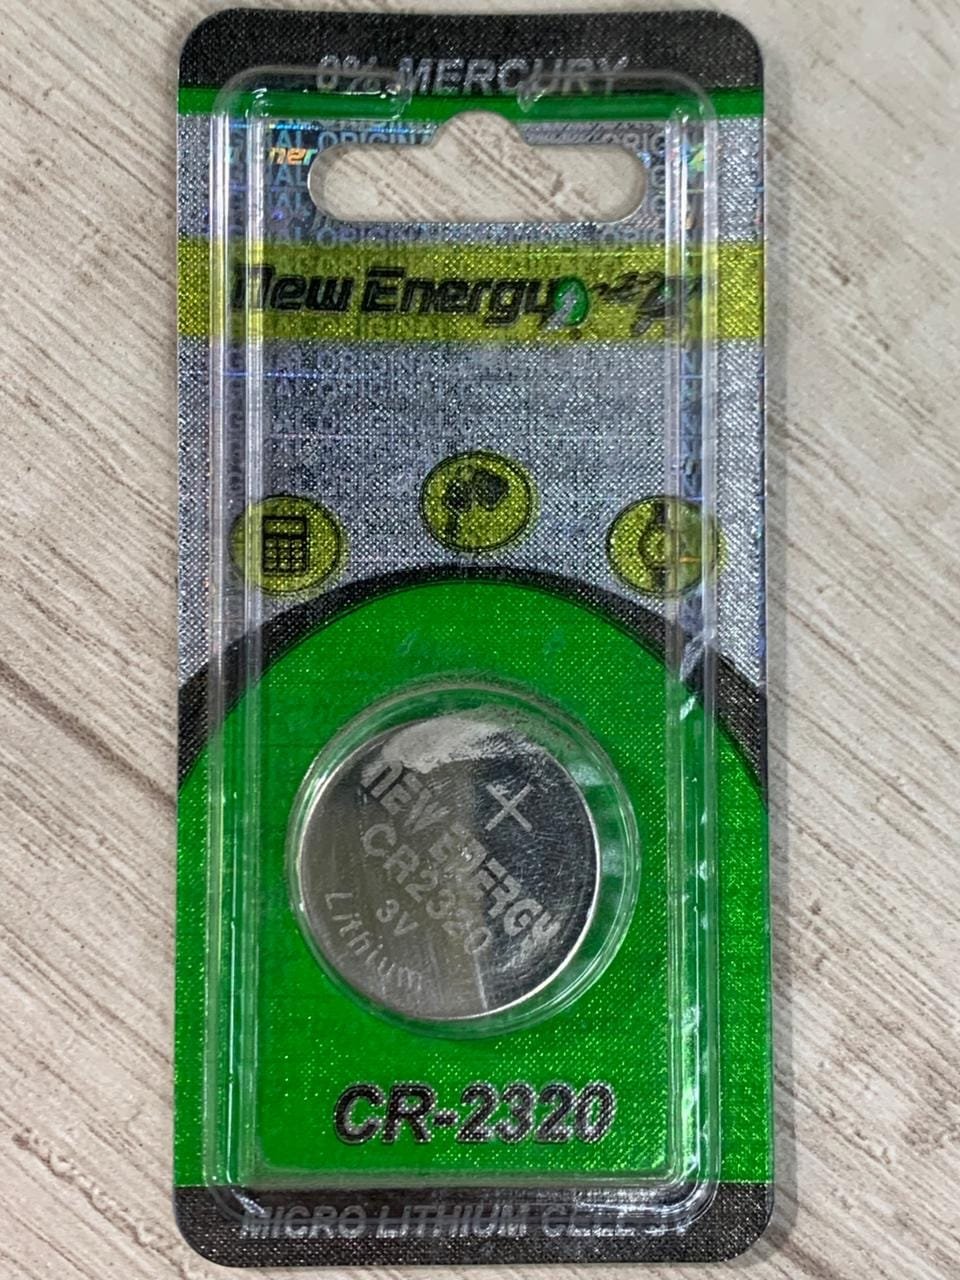 0% MERCURY
New Energy
+
NEW ENERGY
CR2320
3V
Lithium
CR-2320
MICRO LITHIUM CELL 3V